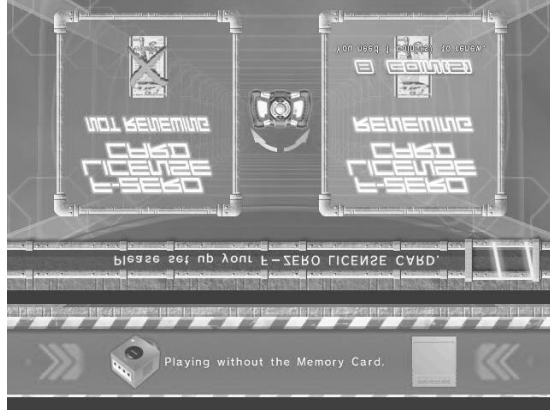 Please set up your F-ZERO LICENSE CARD.
F-ZERO
LICENSE
CARD
NOT RENEWING
F-ZERO
LICENSE
CARD
RENEWING
0 COIN(S)
You need 1 coin(s) to renew.
Playing without the Memory Card.